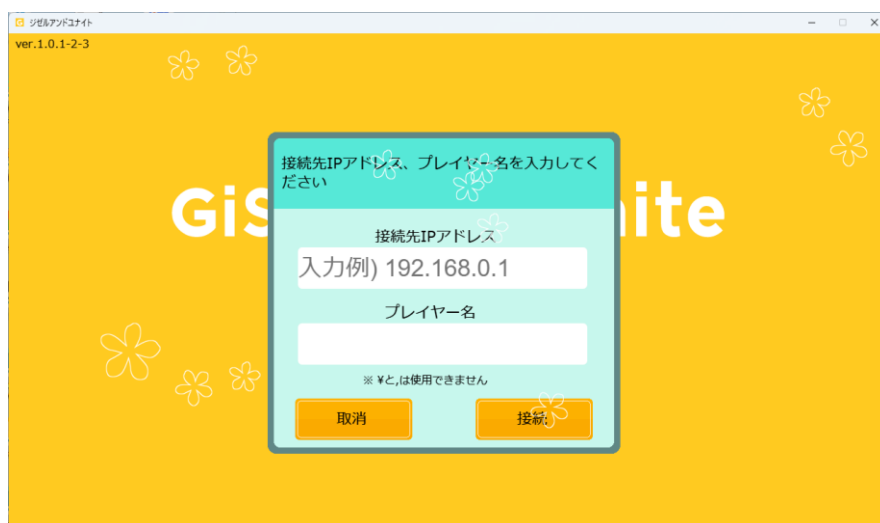 ジゼルアンドユナイト
ver.1.0.1-2-3
接続先IPアドレス、プレイヤー名を入力してく
ださい
GiS
ite
接続先IPアドレス
入力例) 192.168.0.1
プレイヤー名
※ ¥と,は使用できません
取消
接続